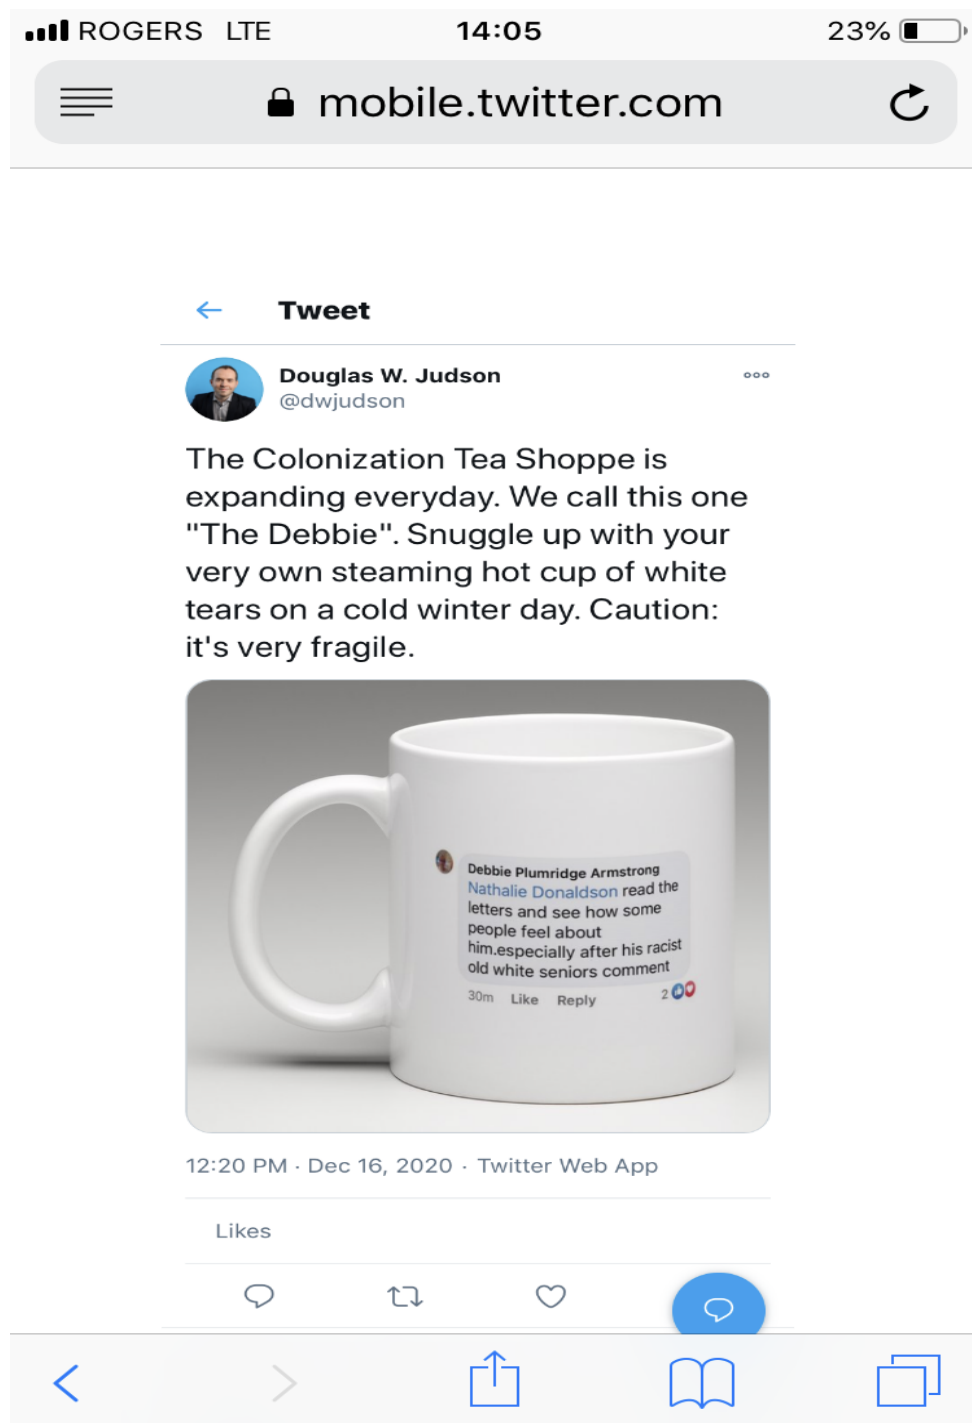 ROGERS LTE 14:05 23%
mobile.twitter.com
Tweet
Douglas W. Judson
@dwjudson
The Colonization Tea Shoppe is
expanding everyday. We call this one
"The Debbie". Snuggle up with your
very own steaming hot cup of white
tears on a cold winter day. Caution:
it's very fragile.
Debbie Plumridge Armstrong
Nathalie Donaldson read the
letters and see how some
people feel about
him.especially after his racist
old white seniors comment
30m Like Reply 2
12:20 PM · Dec 16, 2020 · Twitter Web App
Likes